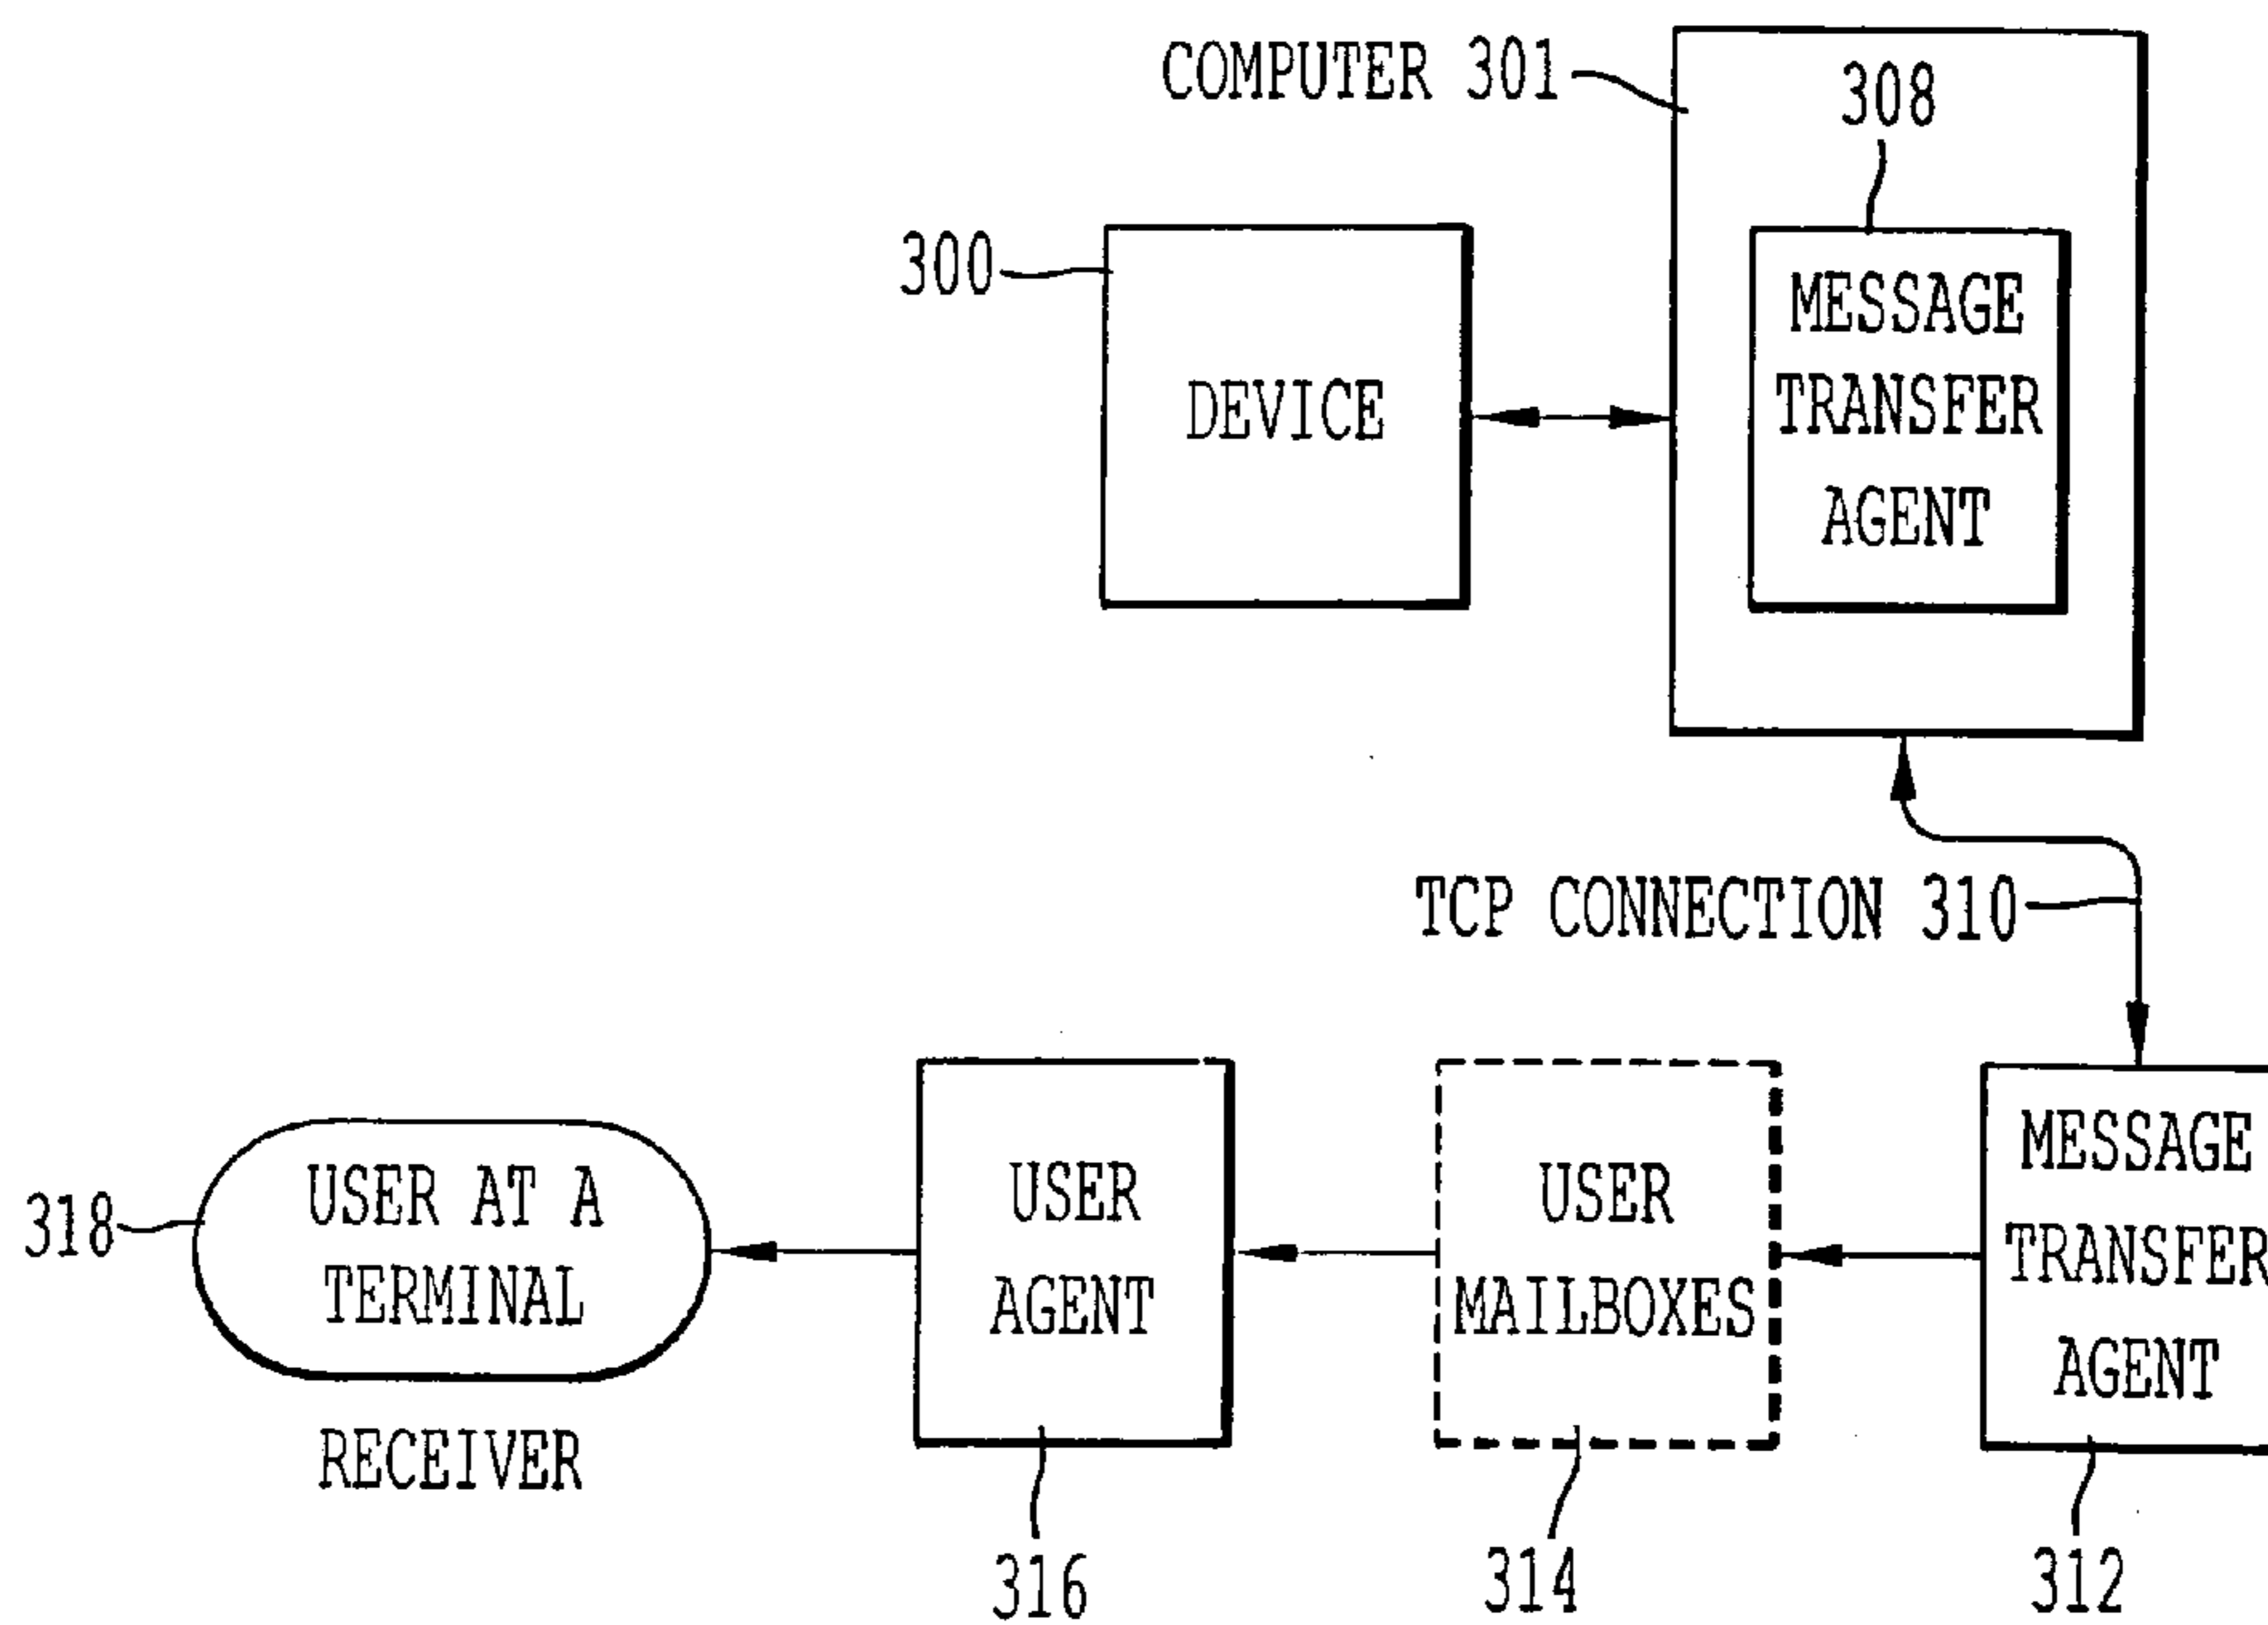 COMPUTER 301
308
300
DEVICE
MESSAGE
TRANSFER
AGENT
TCP CONNECTION 310
318
USER AT A
TERMINAL
RECEIVER
USER
AGENT
316
USER
MAILBOXES
314
MESSAGE
TRANSFER
AGENT
312